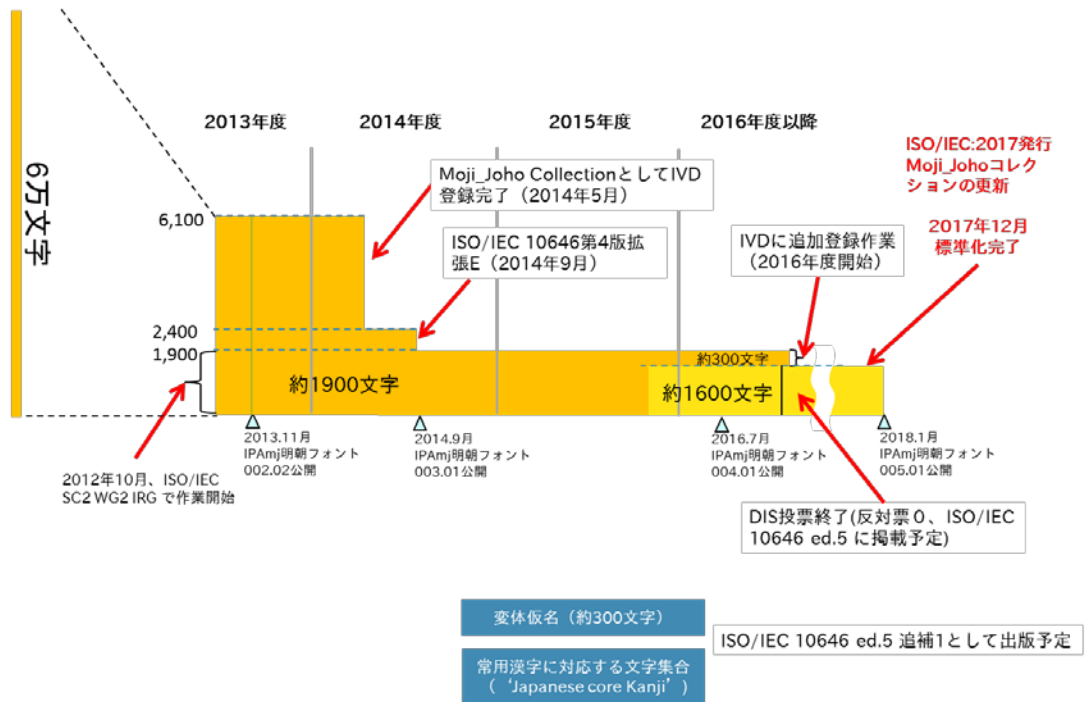 6万文字
2013年度
2014年度
2015年度
2016年度以降
ISO/IEC:2017発行
Moji_Johoコレク
ションの更新
2017年12月
標準化完了
Moji_Joho CollectionとしてIVD
登録完了（2014年5月）
ISO/IEC 10646第4版拡
張E（2014年9月）
IVDに追加登録作業
（2016年度開始）
6,100
2,400
1,900
約300文字
約1900文字
約1600文字
2013.11月
IPAmj明朝フォント
002.02公開
2014.9月
IPAmj明朝フォント
003.01公開
2016.7月
IPAmj明朝フォント
004.01公開
2018.1月
IPAmj明朝フォント
005.01公開
2012年10月、ISO/IEC
SC2 WG2 IRG で作業開始
DIS投票終了(反対票０、ISO/IEC
10646 ed.5 に掲載予定)
変体仮名（約300文字）
常用漢字に対応する文字集合
（‘Japanese core Kanji’）
ISO/IEC 10646 ed.5 追補1として出版予定